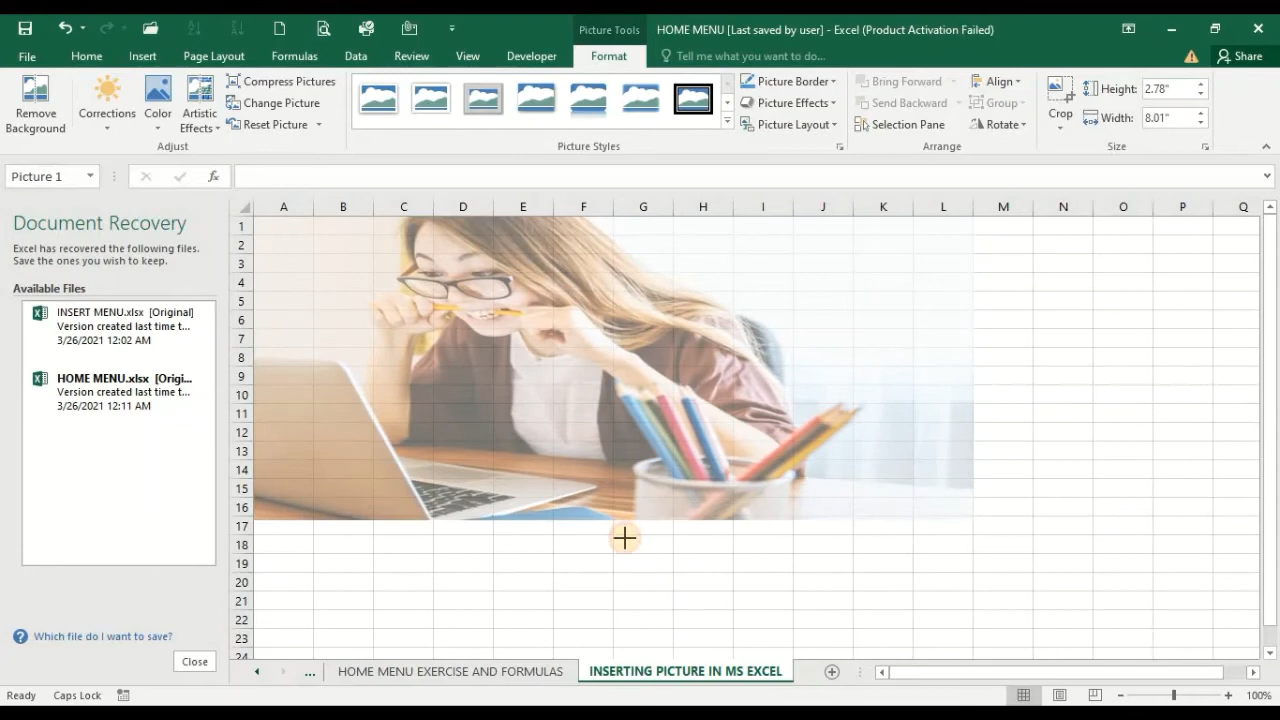 Picture Tools
HOME MENU [Last saved by user] - Excel (Product Activation Failed)
File
Home
Insert
Page Layout
Formulas
Data
Review
View
Developer
Format
Tell me what you want to do...
Share
Remove
Background
Corrections
Color
Artistic
Effects
Compress Pictures
Change Picture
Reset Picture
Adjust
Picture Styles
Picture Border
Picture Effects
Picture Layout
Bring Forward
Send Backward
Selection Pane
Align
Group
Rotate
Arrange
Crop
Height:
2.78"
Width:
8.01"
Size
Picture 1
fx
Document Recovery
Excel has recovered the following files.
Save the ones you wish to keep.
Available Files
INSERT MENU.xlsx [Original]
Version created last time t...
3/26/2021 12:02 AM
HOME MENU.xlsx [Origi...
Version created last time t...
3/26/2021 12:11 AM
Which file do I want to save?
Close
A B C D E F G H I J K L M N O P Q
1
2
3
4
5
6
7
8
9
10
11
12
13
14
15
16
17
18
19
20
21
22
23
24
...
HOME MENU EXERCISE AND FORMULAS
INSERTING PICTURE IN MS EXCEL
Ready
Caps Lock
100%